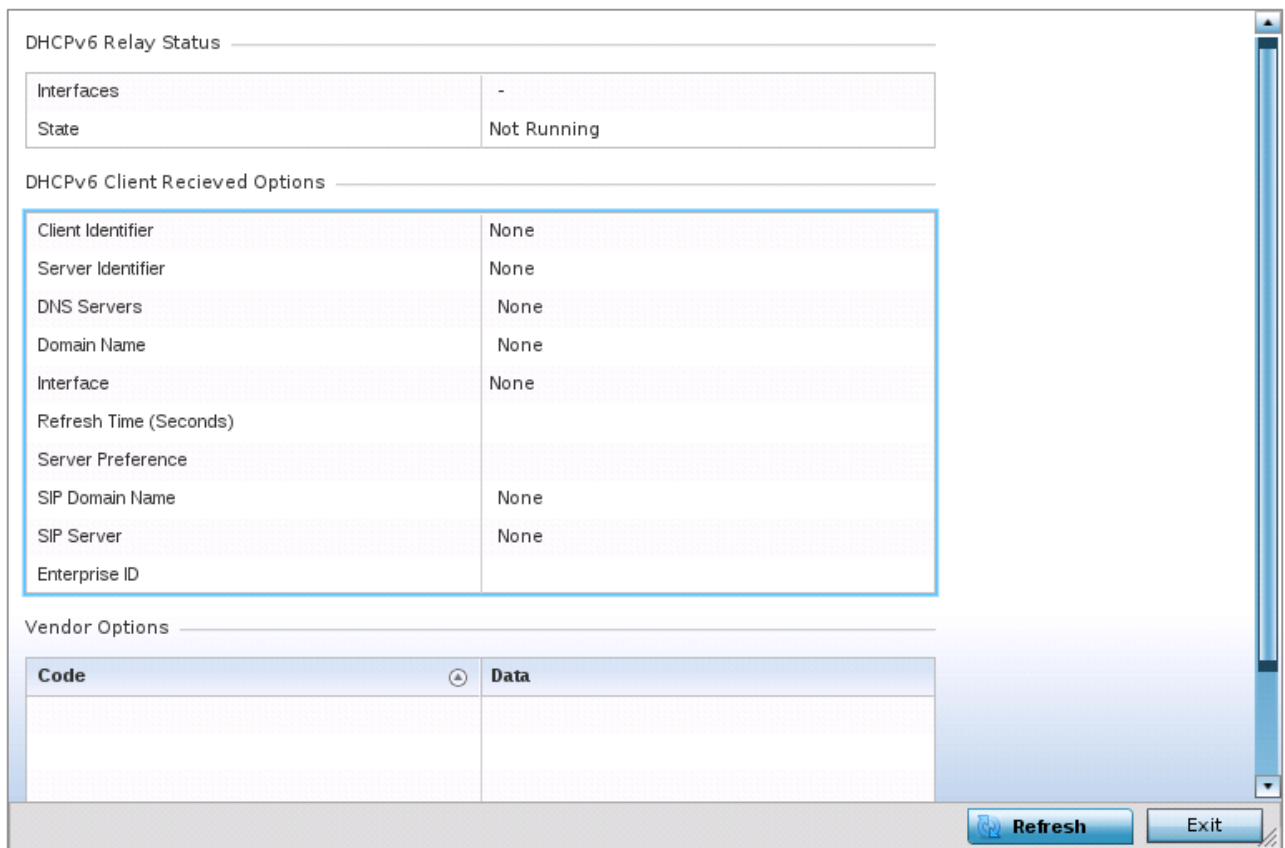 DHCPv6 Relay Status
Interfaces -
State Not Running
DHCPv6 Client Recieved Options
Client Identifier None
Server Identifier None
DNS Servers None
Domain Name None
Interface None
Refresh Time (Seconds)
Server Preference
SIP Domain Name None
SIP Server None
Enterprise ID
Vendor Options
Code Data
Refresh Exit